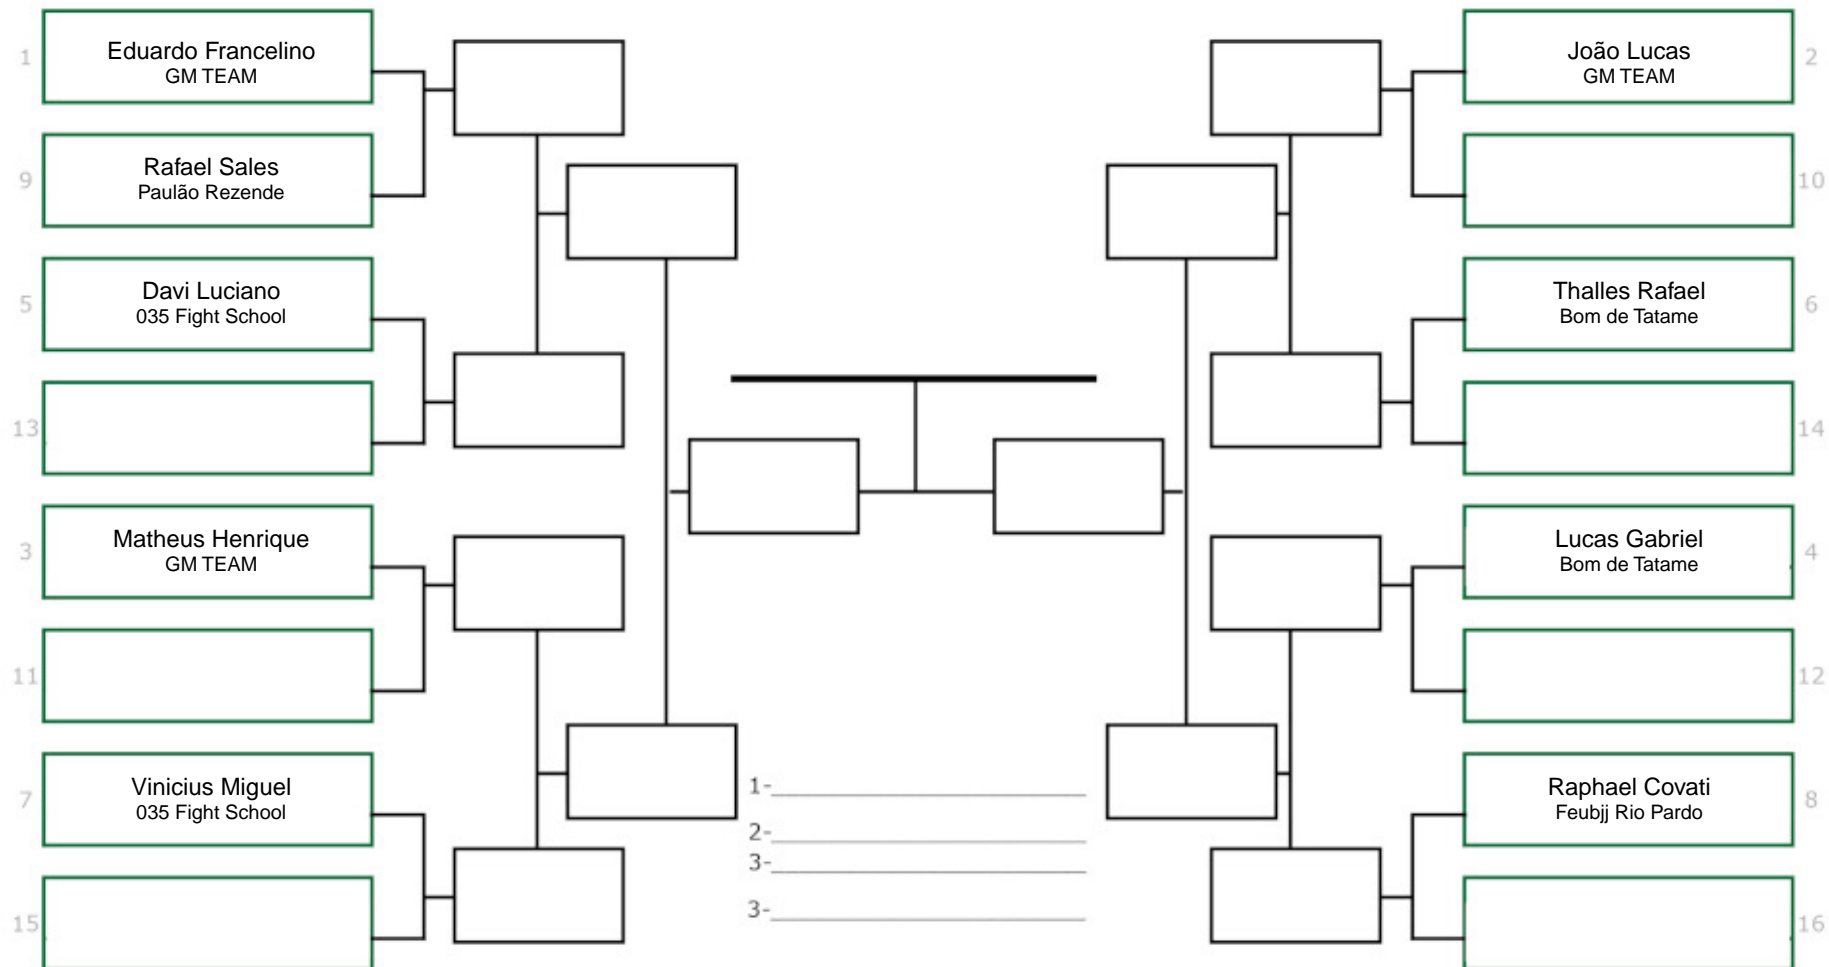 1
Eduardo Francelino
GM TEAM
9
Rafael Sales
Paulão Rezende
5
Davi Luciano
035 Fight School
13
3
Matheus Henrique
GM TEAM
11
7
Vinicius Miguel
035 Fight School
15
1-
2-
3-
3-
João Lucas
GM TEAM
2
10
Thalles Rafael
Bom de Tatame
6
14
Lucas Gabriel
Bom de Tatame
4
12
Raphael Covati
Feubjj Rio Pardo
8
16